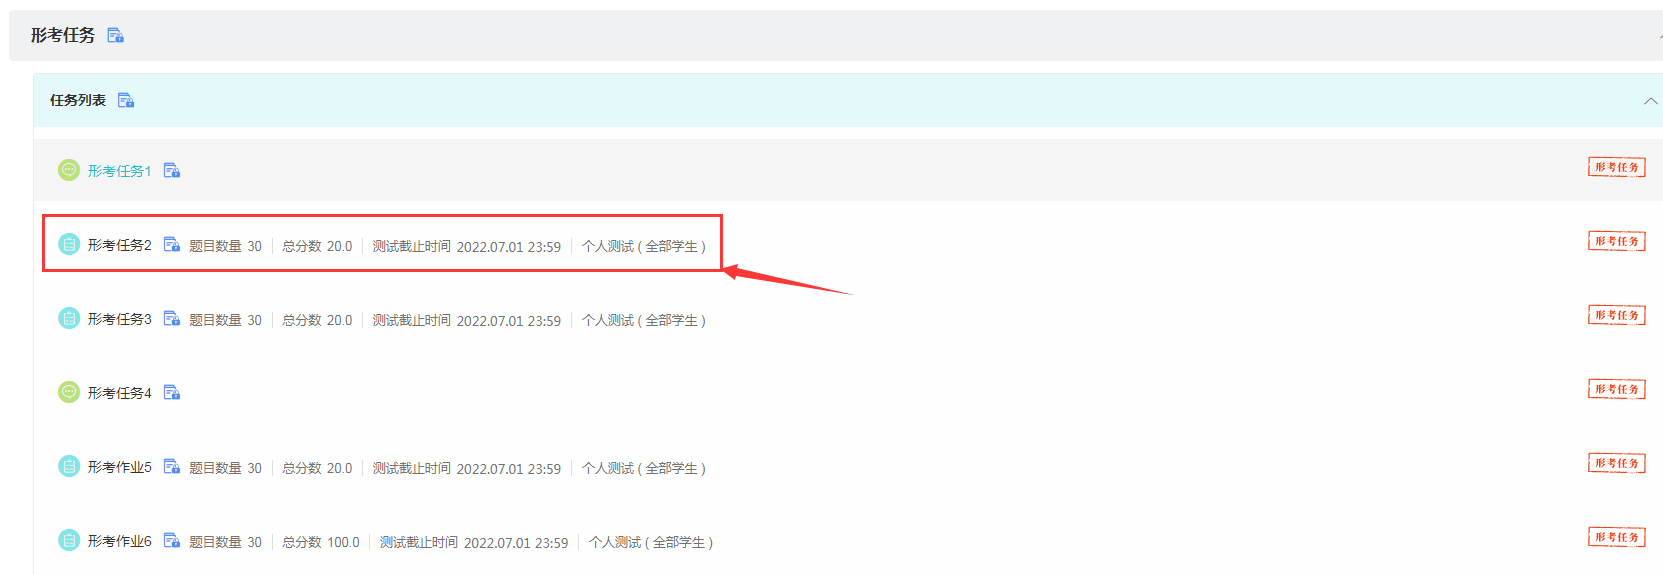 形考任务
任务列表
形考任务1 形考任务
形考任务2 题目数量 30 总分数 20.0 测试截止时间 2022.07.01 23:59 个人测试 ( 全部学生 ) 形考任务
形考任务3 题目数量 30 总分数 20.0 测试截止时间 2022.07.01 23:59 个人测试 ( 全部学生 ) 形考任务
形考任务4 形考任务
形考作业5 题目数量 30 总分数 20.0 测试截止时间 2022.07.01 23:59 个人测试 ( 全部学生 ) 形考任务
形考作业6 题目数量 30 总分数 100.0 测试截止时间 2022.07.01 23:59 个人测试 ( 全部学生 ) 形考任务